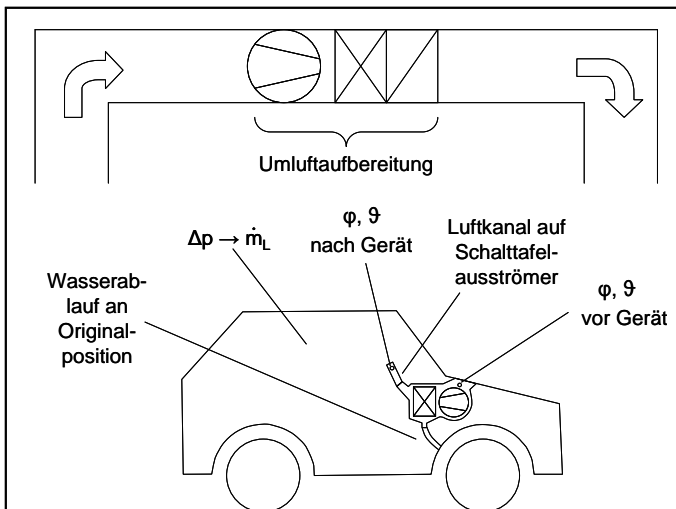 Umluftaufbereitung
Δp → ṁL
φ, ϑ
nach Gerät
Luftkanal auf
Schalttafel-
ausströmer
φ, ϑ
vor Gerät
Wasserab-
lauf an
Original-
position